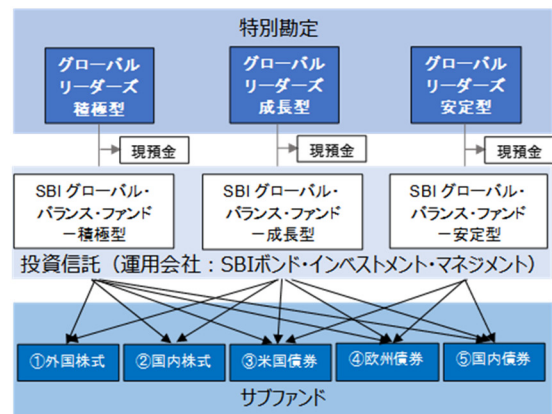 特別勘定
グローバル
リーダーズ
積極型
グローバル
リーダーズ
成長型
グローバル
リーダーズ
安定型
現預金
現預金
現預金
SBI グローバル・
バランス・ファンド
－積極型
SBI グローバル・
バランス・ファンド
－成長型
SBI グローバル・
バランス・ファンド
－安定型
投資信託（運用会社：SBIボンド・インベストメント・マネジメント）
①外国株式
②国内株式
③米国債券
④欧州債券
⑤国内債券
サブファンド